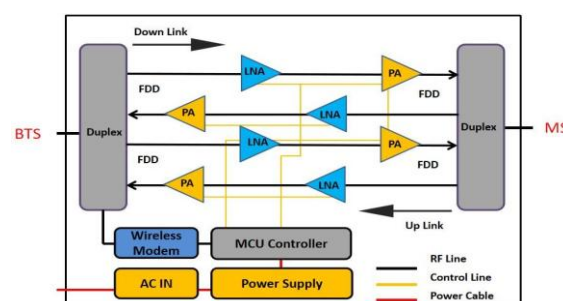 Down Link
LNA
PA
FDD
FDD
PA
LNA
BTS
Duplex
Duplex
MS
FDD
LNA
PA
FDD
PA
LNA
Up Link
Wireless
Modem
MCU Controller
RF Line
Control Line
AC IN
Power Supply
Power Cable